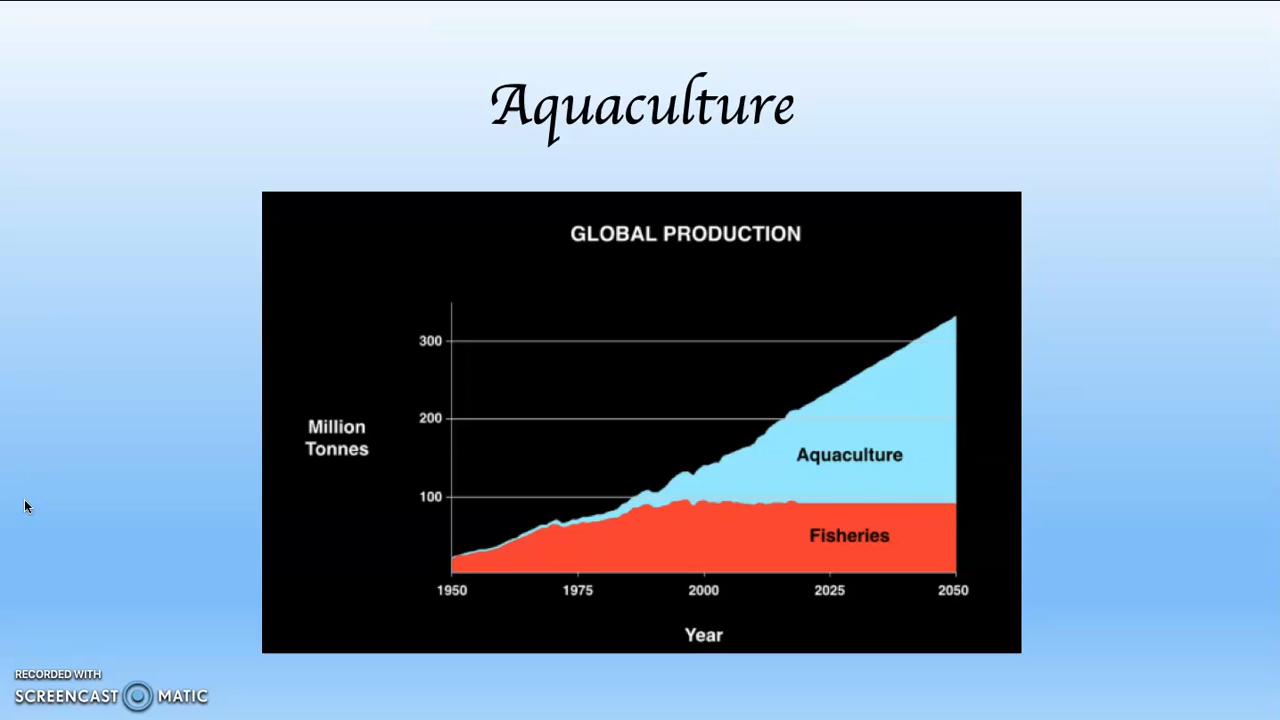 Aquaculture
GLOBAL PRODUCTION
300
200
100
Million
Tonnes
Aquaculture
Fisheries
1950 1975 2000 2025 2050
Year
RECORDED WITH
SCREENCAST MATIC